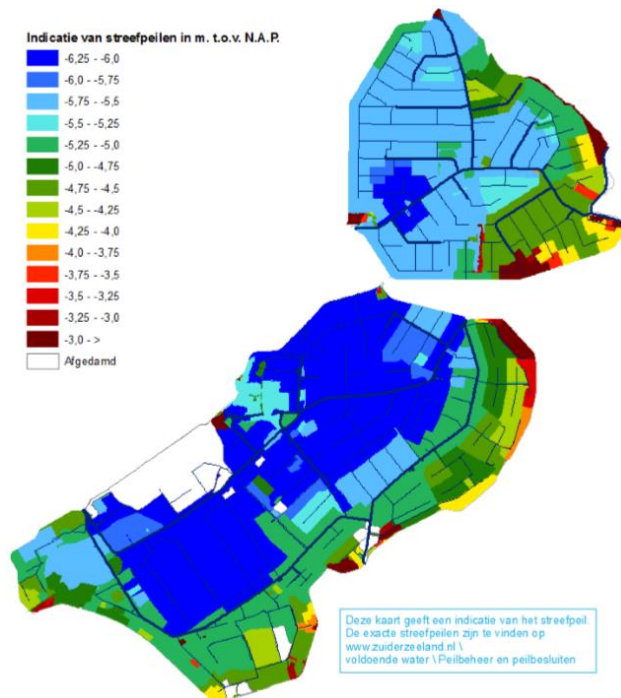 Indicatie van streefpeilen in m. t.o.v. N.A.P.
-6,25 - -6,0
-6,0 - -5,75
-5,75 - -5,5
-5,5 - -5,25
-5,25 - -5,0
-5,0 - -4,75
-4,75 - -4,5
-4,5 - -4,25
-4,25 - -4,0
-4,0 - -3,75
-3,75 - -3,5
-3,5 - -3,25
-3,25 - -3,0
-3,0 - >
Afgedamd
Deze kaart geeft een indicatie van het streefpeil.
De exacte streefpeilen zijn te vinden op
www.zuiderzeeland.nl \
voldoende water \ Peilbeheer en peilbesluiten